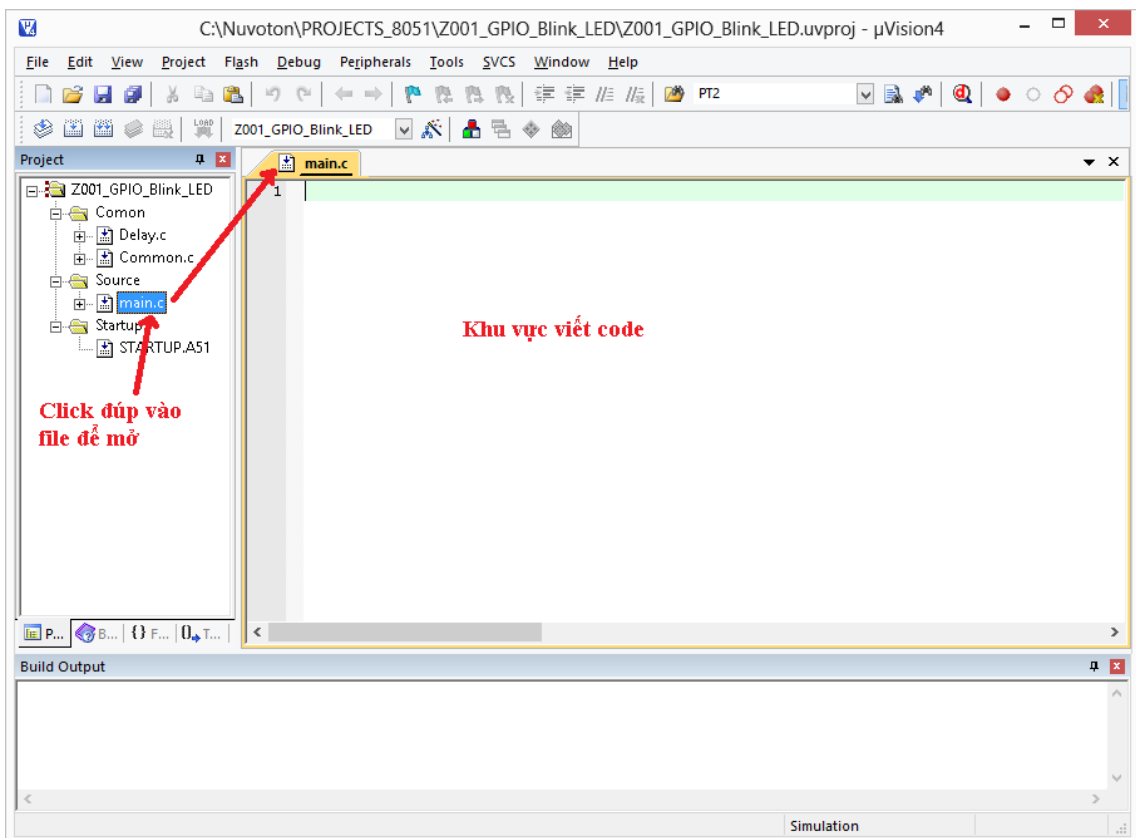 C:\Nuvoton\PROJECTS_8051\Z001_GPIO_Blink_LED\Z001_GPIO_Blink_LED.uvproj - µVision4
File Edit View Project Flash Debug Peripherals Tools SVCS Window Help
PT2
LOAD
Z001_GPIO_Blink_LED
Project
main.c
Z001_GPIO_Blink_LED
1
Comon
Delay.c
Common.c
Source
main.c
Startup
STARTUP.A51
Khu vực viết code
Click đúp vào
file để mở
P... B... {} F... 0 T...
Build Output
Simulation